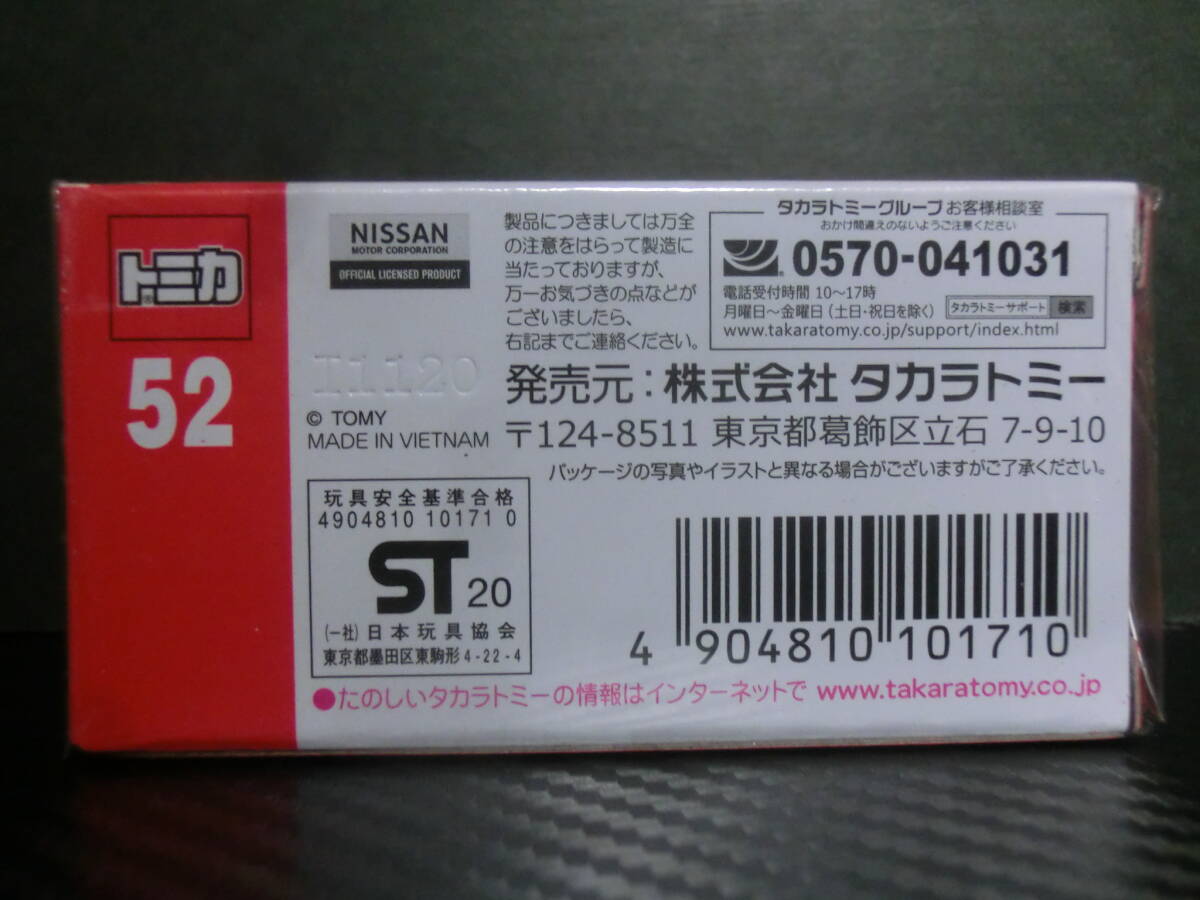 トミカ
52
NISSAN
MOTOR CORPORATION
OFFICIAL LICENSED PRODUCT
I1120
© TOMY
MADE IN VIETNAM
製品につきましては万全
の注意をはらって製造に
当たっておりますが、
万一お気づきの点などが
ございましたら、
右記までご連絡ください。
タカラトミーグループ お客様相談室
おかけ間違えのないようご注意ください
0570-041031
電話受付時間 10〜17時
月曜日〜金曜日（土日・祝日を除く）
タカラトミーサポート 検索
www.takaratomy.co.jp/support/index.html
発売元：株式会社 タカラトミー
〒124-8511 東京都葛飾区立石 7-9-10
パッケージの写真やイラストと異なる場合がございますがご了承ください。
玩具安全基準合格
4904810 10171 0
ST 20
(一社) 日本玩具協会
東京都墨田区東駒形 4-22-4
4 904810 101710
●たのしいタカラトミーの情報はインターネットで www.takaratomy.co.jp